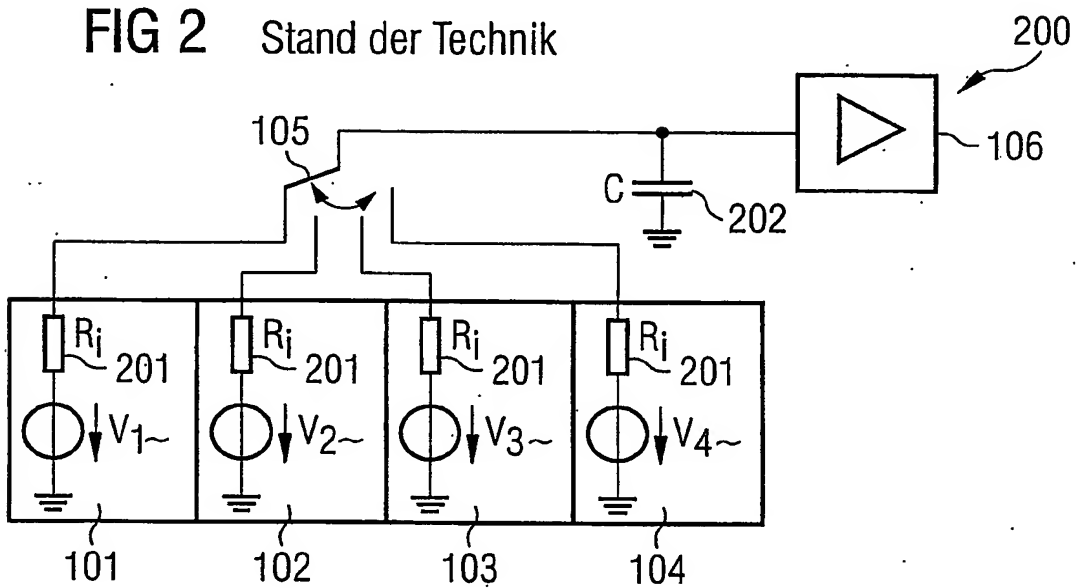 FIG 2 Stand der Technik
200
105
106
C
202
Ri Ri Ri Ri
201 201 201 201
V1~ V2~ V3~ V4~
101 102 103 104